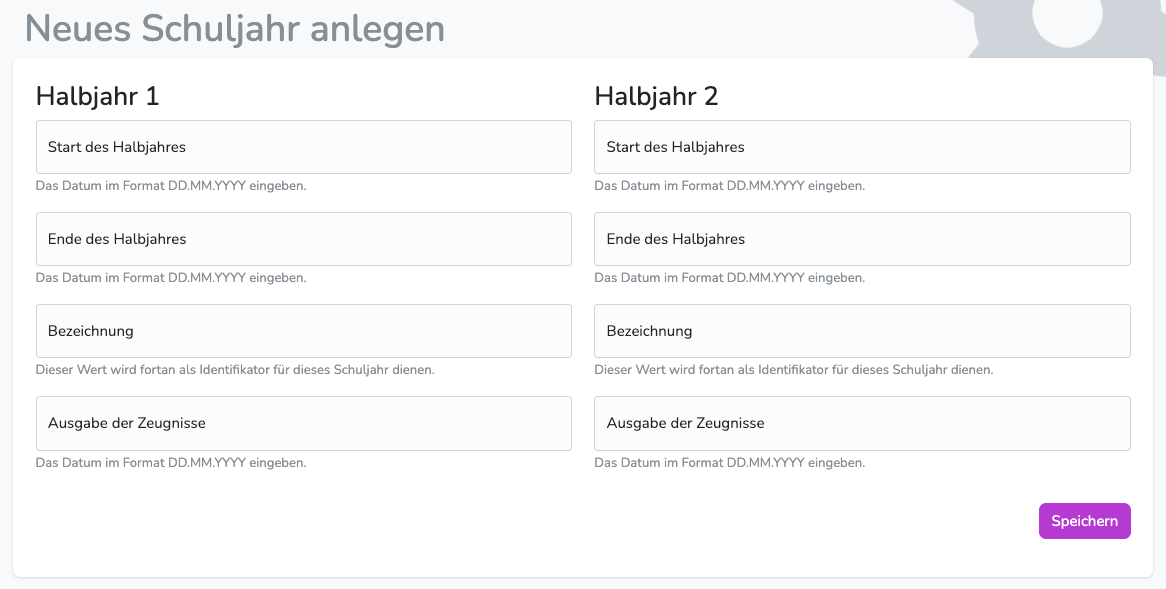 Neues Schuljahr anlegen
Halbjahr 1
Start des Halbjahres
Das Datum im Format DD.MM.YYYY eingeben.
Ende des Halbjahres
Das Datum im Format DD.MM.YYYY eingeben.
Bezeichnung
Dieser Wert wird fortan als Identifikator für dieses Schuljahr dienen.
Ausgabe der Zeugnisse
Das Datum im Format DD.MM.YYYY eingeben.
Halbjahr 2
Start des Halbjahres
Das Datum im Format DD.MM.YYYY eingeben.
Ende des Halbjahres
Das Datum im Format DD.MM.YYYY eingeben.
Bezeichnung
Dieser Wert wird fortan als Identifikator für dieses Schuljahr dienen.
Ausgabe der Zeugnisse
Das Datum im Format DD.MM.YYYY eingeben.
Speichern